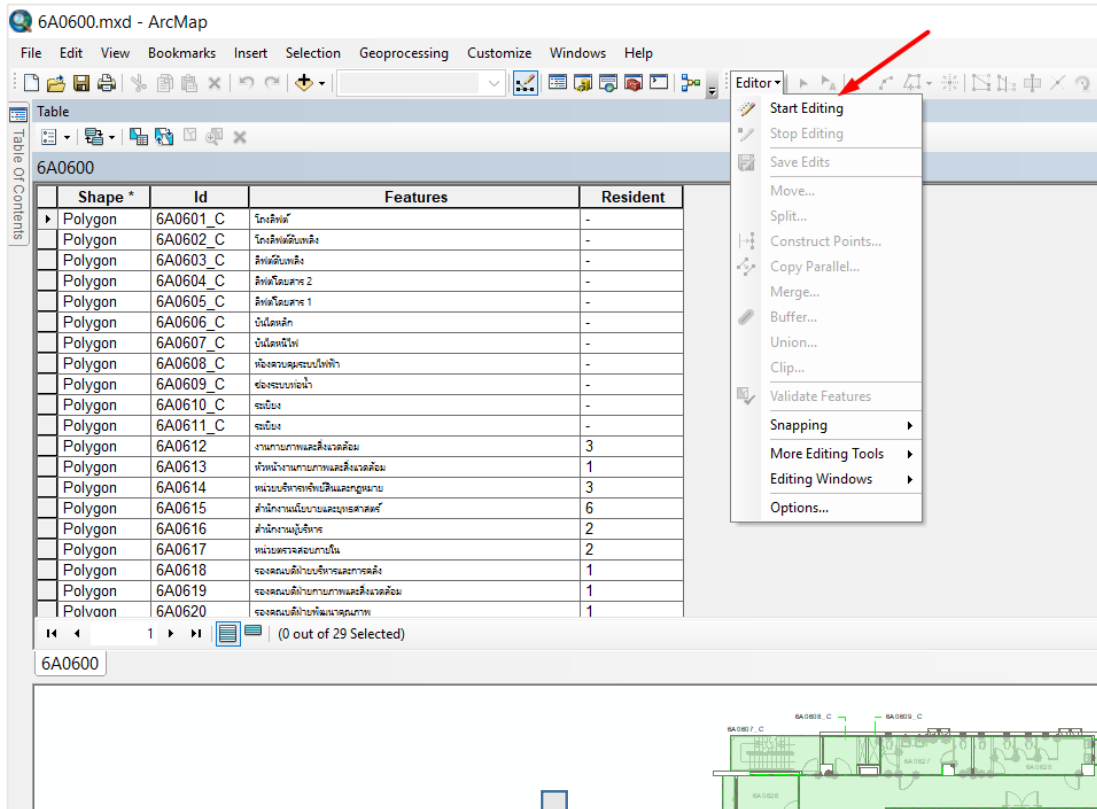 6A0600.mxd - ArcMap
File Edit View Bookmarks Insert Selection Geoprocessing Customize Windows Help
Editor
Table
Table Of Contents
6A0600
Shape * Id Features Resident
Polygon 6A0601_C โถงลิฟต์ -
Polygon 6A0602_C โถงลิฟต์ดับเพลิง -
Polygon 6A0603_C ลิฟต์ดับเพลิง -
Polygon 6A0604_C ลิฟต์โดยสาร 2 -
Polygon 6A0605_C ลิฟต์โดยสาร 1 -
Polygon 6A0606_C บันไดหลัก -
Polygon 6A0607_C บันไดหนีไฟ -
Polygon 6A0608_C ห้องควบคุมระบบไฟฟ้า -
Polygon 6A0609_C ช่องระบบท่อน้ำ -
Polygon 6A0610_C ระเบียง -
Polygon 6A0611_C ระเบียง -
Polygon 6A0612 งานกายภาพและสิ่งแวดล้อม 3
Polygon 6A0613 หัวหน้างานกายภาพและสิ่งแวดล้อม 1
Polygon 6A0614 หน่วยบริหารทรัพย์สินและกฎหมาย 3
Polygon 6A0615 สำนักงานนโยบายและยุทธศาสตร์ 6
Polygon 6A0616 สำนักงานผู้บริหาร 2
Polygon 6A0617 หน่วยตรวจสอบภายใน 2
Polygon 6A0618 รองคณบดีฝ่ายบริหารและการคลัง 1
Polygon 6A0619 รองคณบดีฝ่ายกายภาพและสิ่งแวดล้อม 1
Polygon 6A0620 รองคณบดีฝ่ายพัฒนาคุณภาพ 1
1 (0 out of 29 Selected)
6A0600
Start Editing
Stop Editing
Save Edits
Move...
Split...
Construct Points...
Copy Parallel...
Merge...
Buffer...
Union...
Clip...
Validate Features
Snapping
More Editing Tools
Editing Windows
Options...
6A0608_C 6A0609_C
6A0607_C
6A0627
6A0628
6A0626